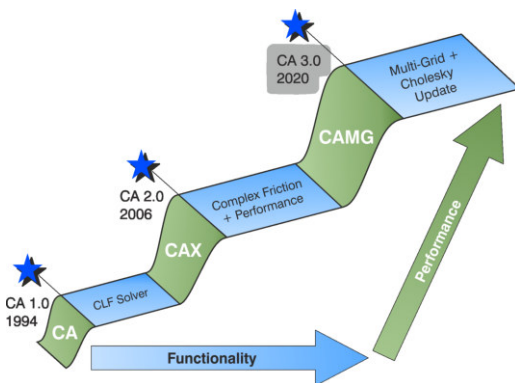 CA 3.0
2020
Multi-Grid +
Cholesky
Update
CAMG
CA 2.0
2006
Complex Friction
+ Performance
CAX
CA 1.0
1994
CLF Solver
CA
Functionality
Performance